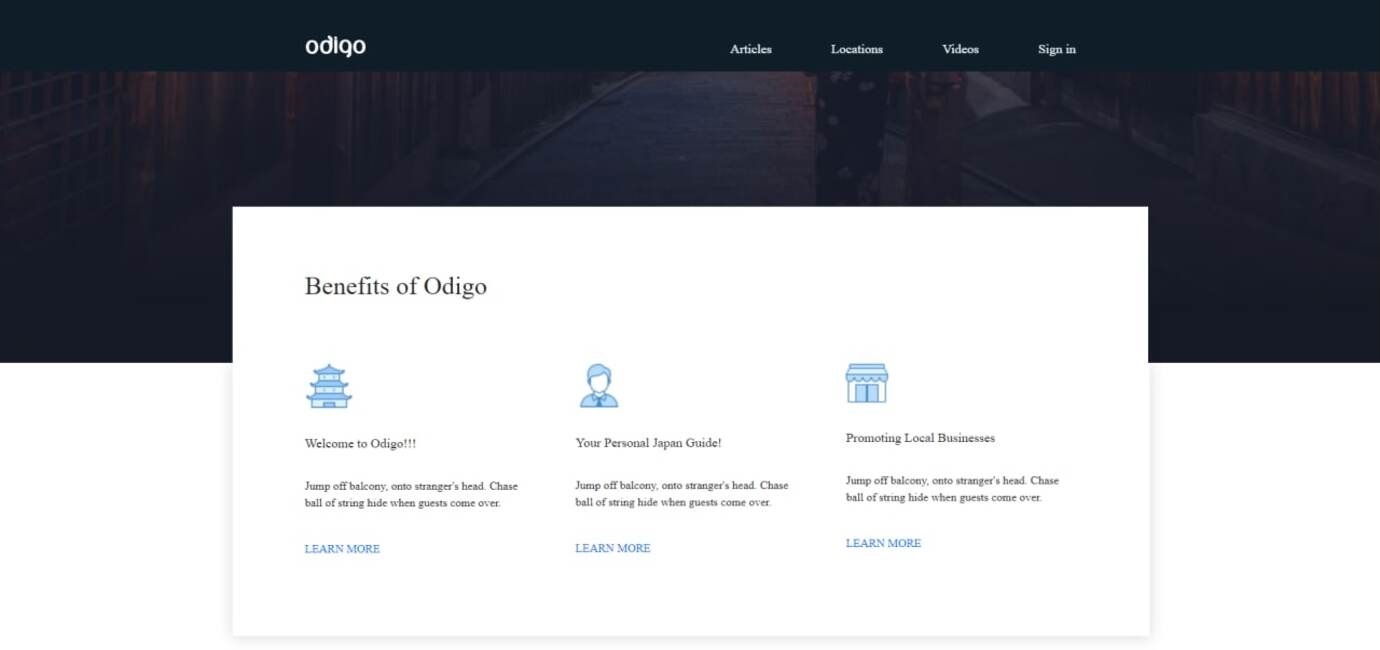 odigo
Articles Locations Videos Sign in
Benefits of Odigo
Welcome to Odigo!!!
Jump off balcony, onto stranger's head. Chase
ball of string hide when guests come over.
LEARN MORE
Your Personal Japan Guide!
Jump off balcony, onto stranger's head. Chase
ball of string hide when guests come over.
LEARN MORE
Promoting Local Businesses
Jump off balcony, onto stranger's head. Chase
ball of string hide when guests come over.
LEARN MORE